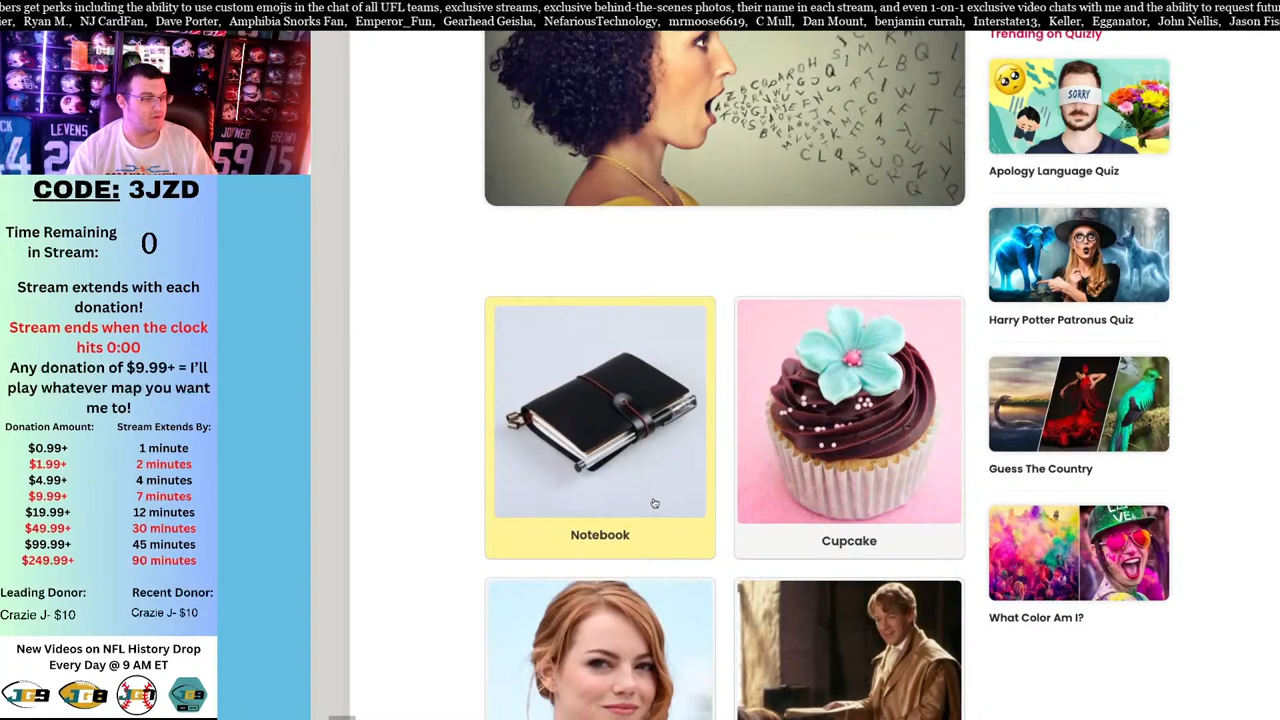 bers get perks including the ability to use custom emojis in the chat of all UFL teams, exclusive streams, exclusive behind-the-scenes photos, their name in each stream, and even 1-on-1 exclusive video chats with me and the ability to request futu
ier, Ryan M., NJ CardFan, Dave Porter, Amphibia Snorks Fan, Emperor_Fun, Gearhead Geisha, NefariousTechnology, mrmoose6619, C Mull, Dan Mount, benjamin currah, Interstate13, Keller, Egganator, John Nellis, Jason Fis
LEVENS
JOYNER
59
BROWN
15
CODE: 3JZD
Time Remaining
in Stream:
0
Stream extends with each
donation!
Stream ends when the clock
hits 0:00
Any donation of $9.99+ = I'll
play whatever map you want
me to!
Donation Amount: Stream Extends By:
$0.99+ 1 minute
$1.99+ 2 minutes
$4.99+ 4 minutes
$9.99+ 7 minutes
$19.99+ 12 minutes
$49.99+ 30 minutes
$99.99+ 45 minutes
$249.99+ 90 minutes
Leading Donor: Recent Donor:
Crazie J- $10 Crazie J- $10
New Videos on NFL History Drop
Every Day @ 9 AM ET
JG9
Notebook
Cupcake
Trending on Quizly
SORRY
Apology Language Quiz
Harry Potter Patronus Quiz
Guess The Country
What Color Am I?